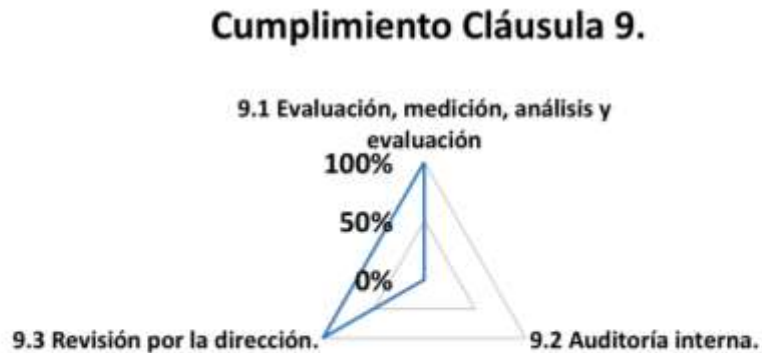 Cumplimiento Cláusula 9.
9.1 Evaluación, medición, análisis y
evaluación
100%
50%
0%
9.3 Revisión por la dirección.
9.2 Auditoría interna.